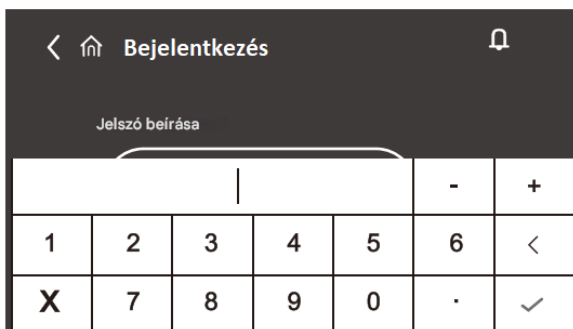 Bejelentkezés
Jelszó beírása
- +
1 2 3 4 5 6 <
X 7 8 9 0 .